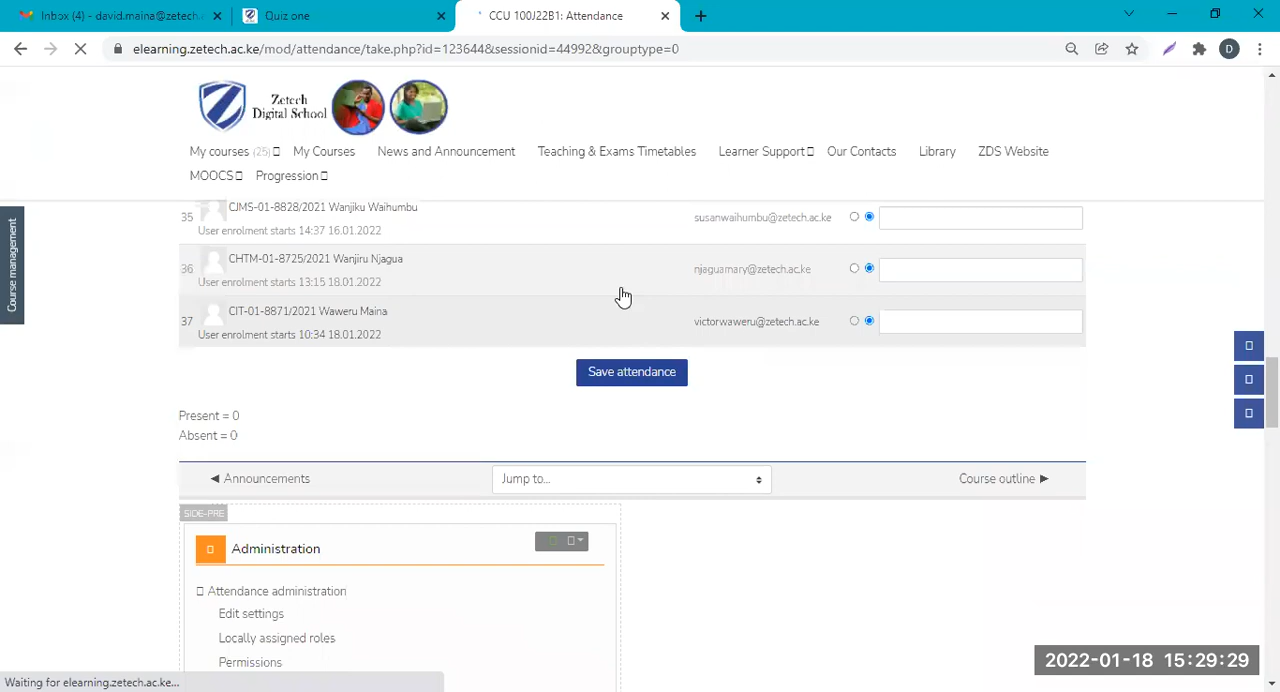 Inbox (4) - david.maina@zetech.
Quiz one
CCU 100J22B1: Attendance
elearning.zetech.ac.ke/mod/attendance/take.php?id=123644&sessionid=44992&grouptype=0
D
Zetech
Digital School
My courses (25)
My Courses
News and Announcement
Teaching & Exams Timetables
Learner Support
Our Contacts
Library
ZDS Website
MOOCS
Progression
Course management
35 CJMS-01-8828/2021 Wanjiku Waihumbu susanwaihumbu@zetech.ac.ke
User enrolment starts 14:37 16.01.2022
36 CHTM-01-8725/2021 Wanjiru Njagua njaguamary@zetech.ac.ke
User enrolment starts 13:15 18.01.2022
37 CIT-01-8871/2021 Waweru Maina victorwaweru@zetech.ac.ke
User enrolment starts 10:34 18.01.2022
Save attendance
Present = 0
Absent = 0
◄ Announcements
Jump to...
Course outline ►
SIDE-PRE
Administration
Attendance administration
Edit settings
Locally assigned roles
Permissions
Waiting for elearning.zetech.ac.ke...
2022-01-18 15:29:29